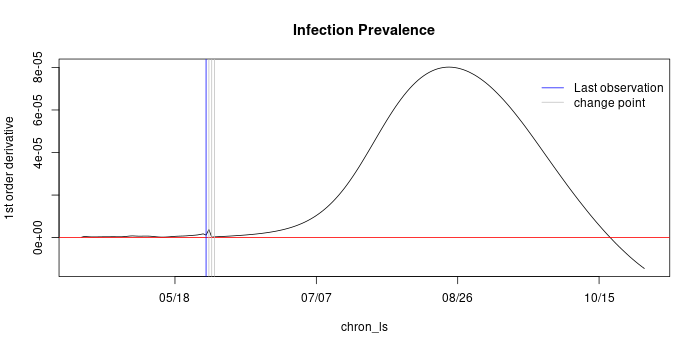 Infection Prevalence
1st order derivative
8e-05
6e-05
4e-05
0e+00
Last observation
change point
05/18
07/07
08/26
10/15
chron_ls